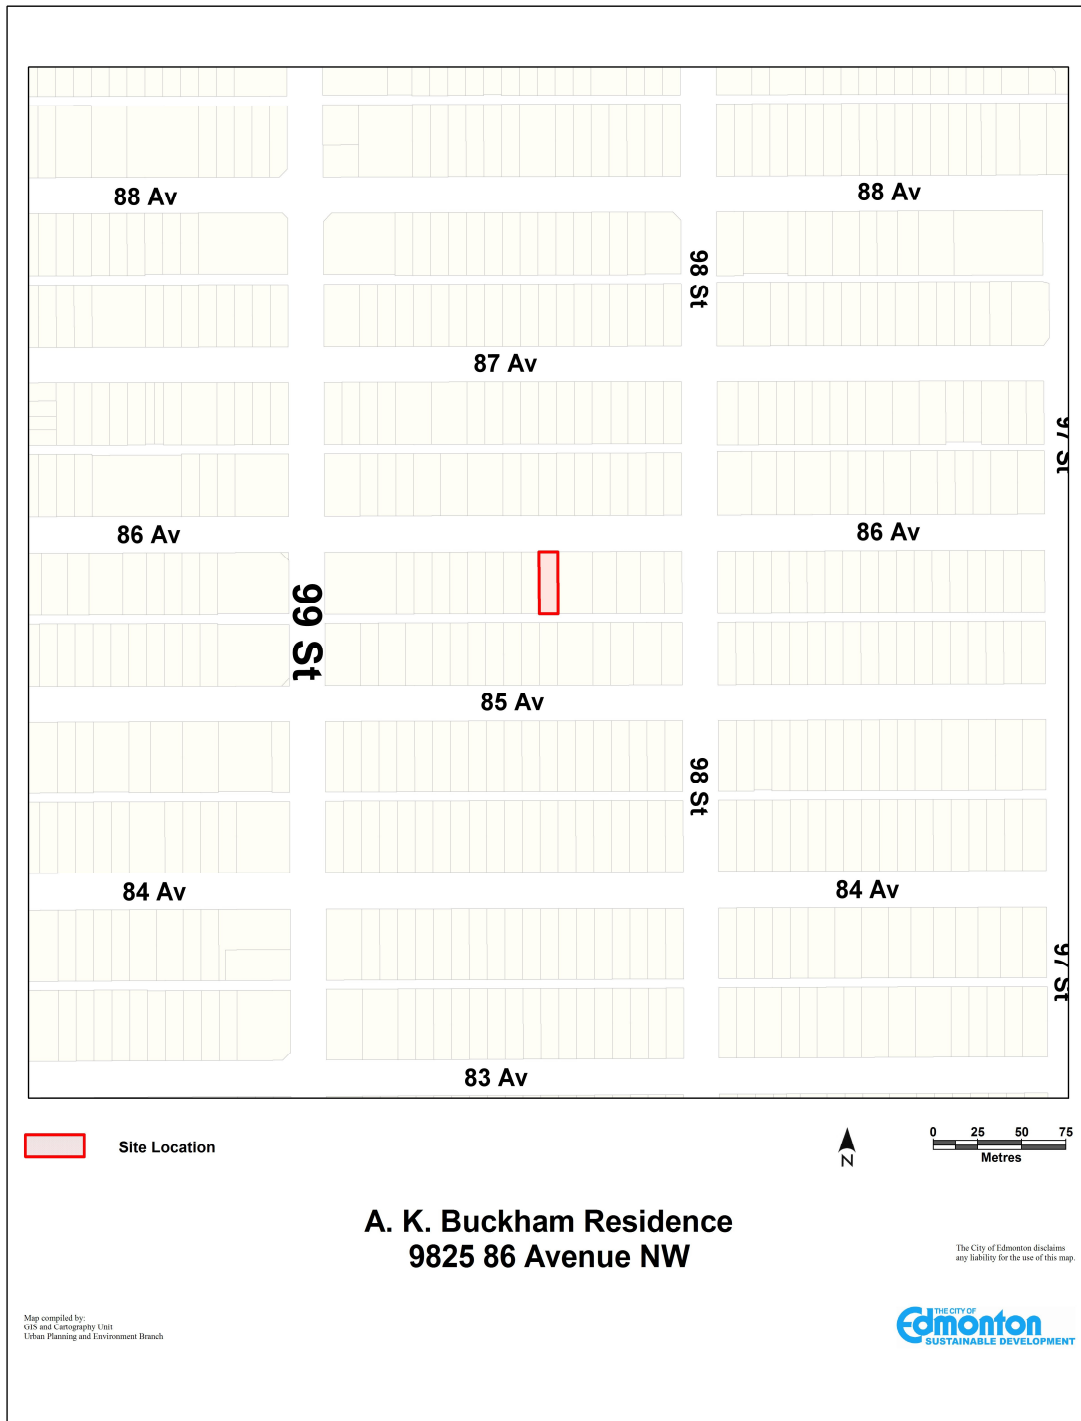 88 Av
88 Av
98 St
87 Av
97 St
86 Av
86 Av
99 St
85 Av
98 St
84 Av
84 Av
97 St
83 Av
Site Location
N
0 25 50 75
Metres
A. K. Buckham Residence
9825 86 Avenue NW
The City of Edmonton disclaims
any liability for the use of this map.
Map compiled by:
GIS and Cartography Unit
Urban Planning and Environment Branch
THE CITY OF
Edmonton
SUSTAINABLE DEVELOPMENT